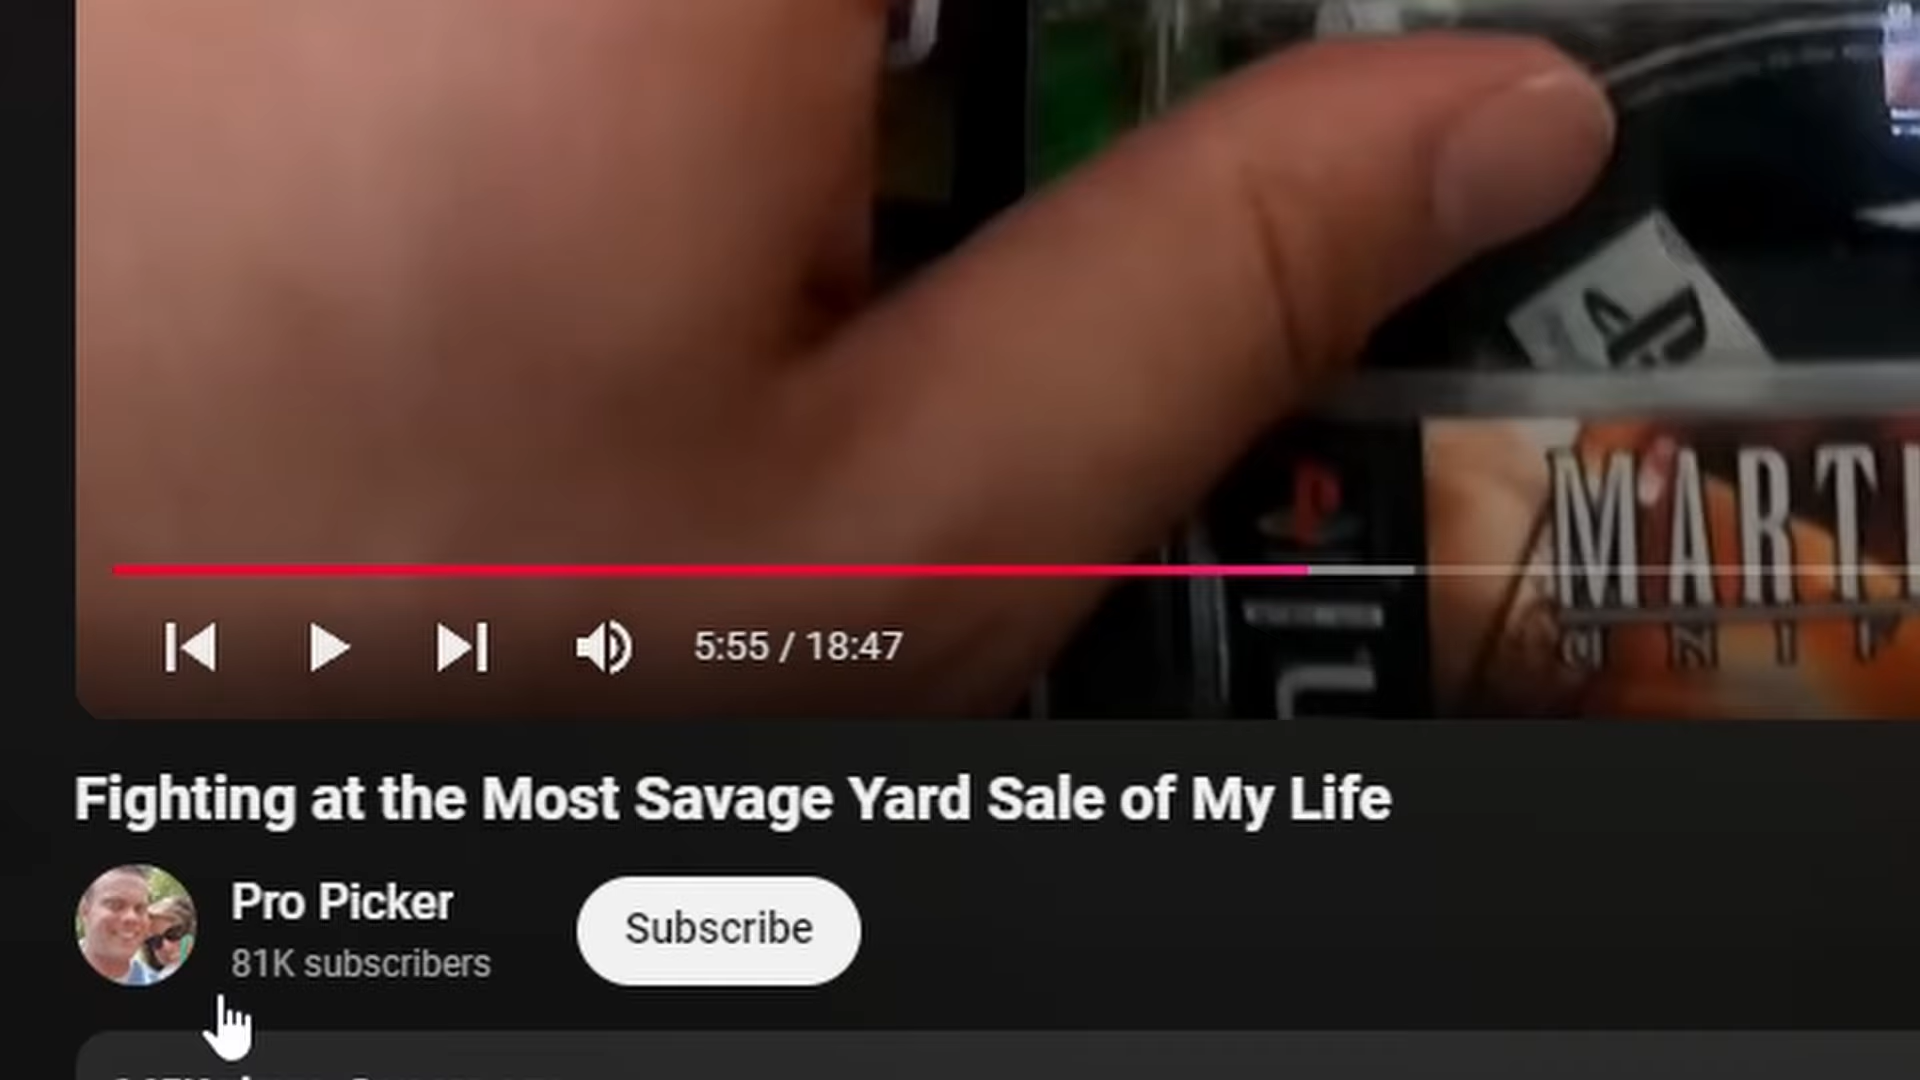 MARTI
5:55 / 18:47
Fighting at the Most Savage Yard Sale of My Life
Pro Picker
Subscribe
81K subscribers